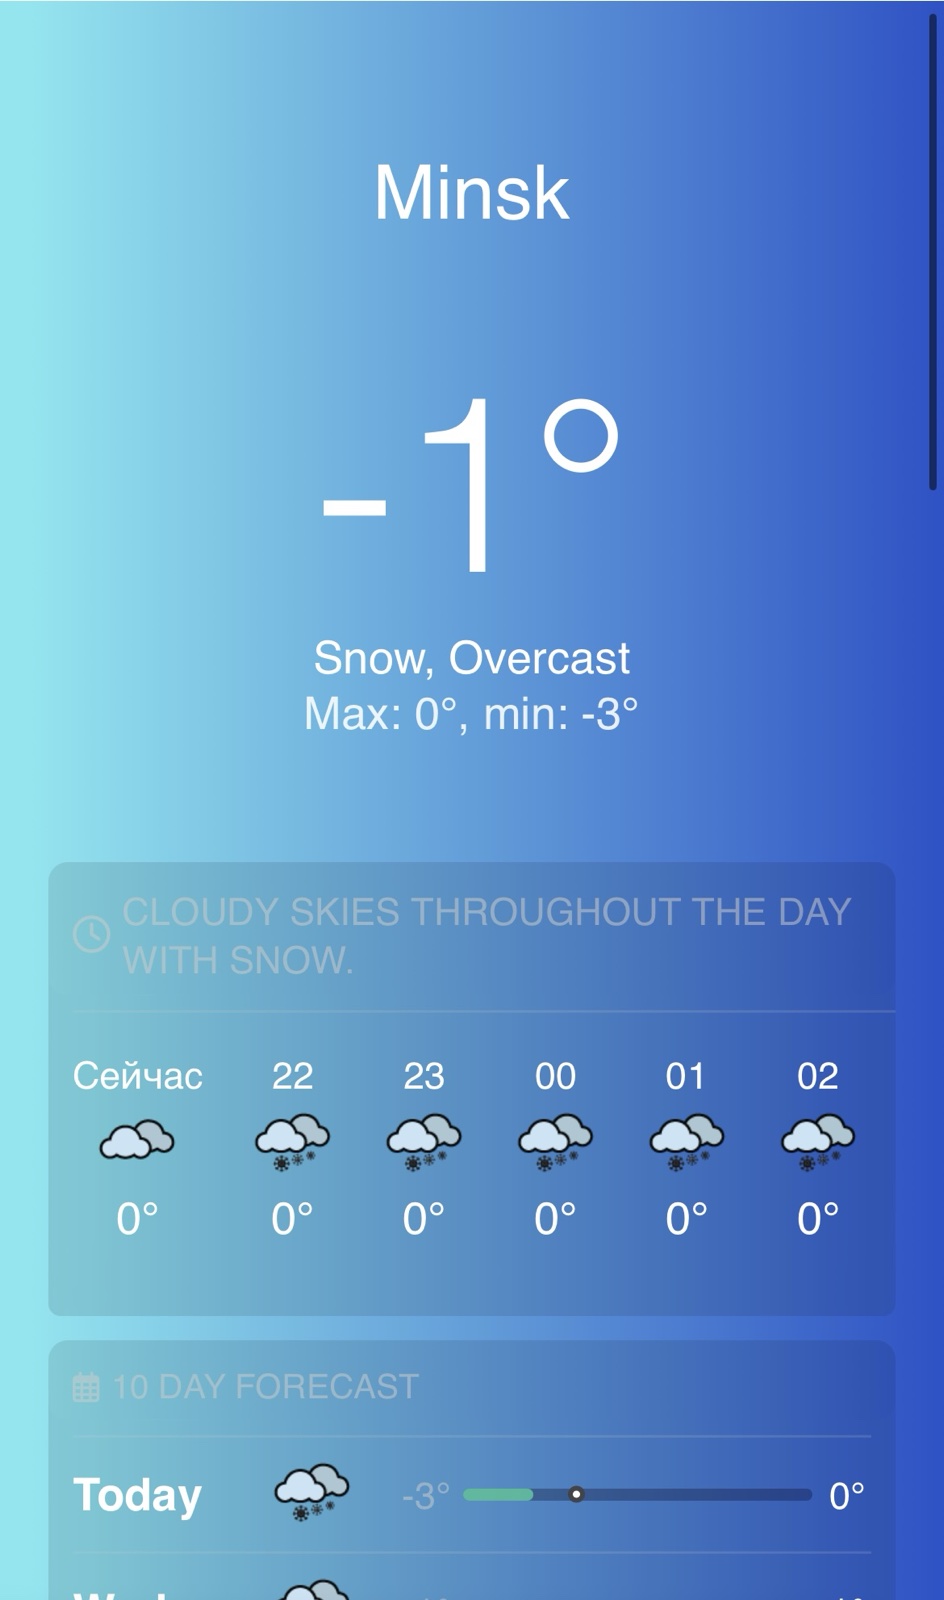 Minsk
-1°
Snow, Overcast
Max: 0°, min: -3°
CLOUDY SKIES THROUGHOUT THE DAY
WITH SNOW.
Сейчас 22 23 00 01 02
0° 0° 0° 0° 0° 0°
10 DAY FORECAST
Today -3° 0°